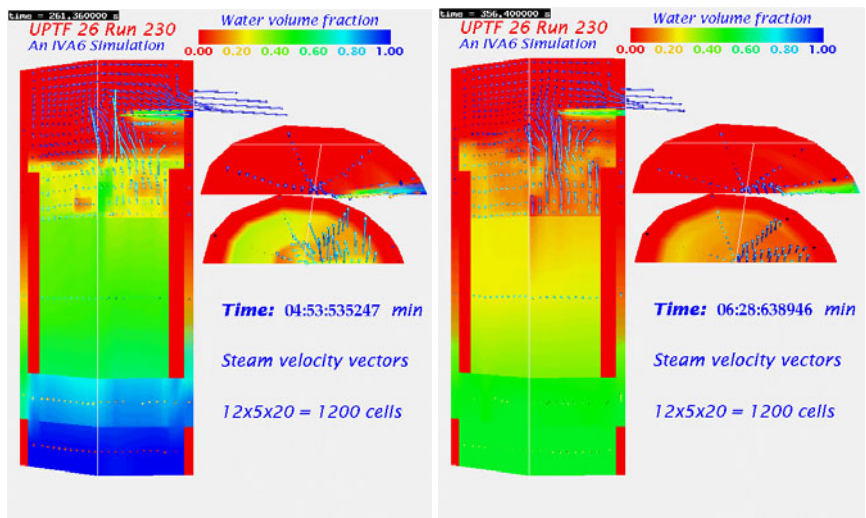 time = 261.360000 s
UPTF 26 Run 230
An IVA6 Simulation
Water volume fraction
0.00 0.20 0.40 0.60 0.80 1.00
Time: 04:53:535247 min
Steam velocity vectors
12x5x20 = 1200 cells
time = 356.400000 s
UPTF 26 Run 230
An IVA6 Simulation
Water volume fraction
0.00 0.20 0.40 0.60 0.80 1.00
Time: 06:28:638946 min
Steam velocity vectors
12x5x20 = 1200 cells